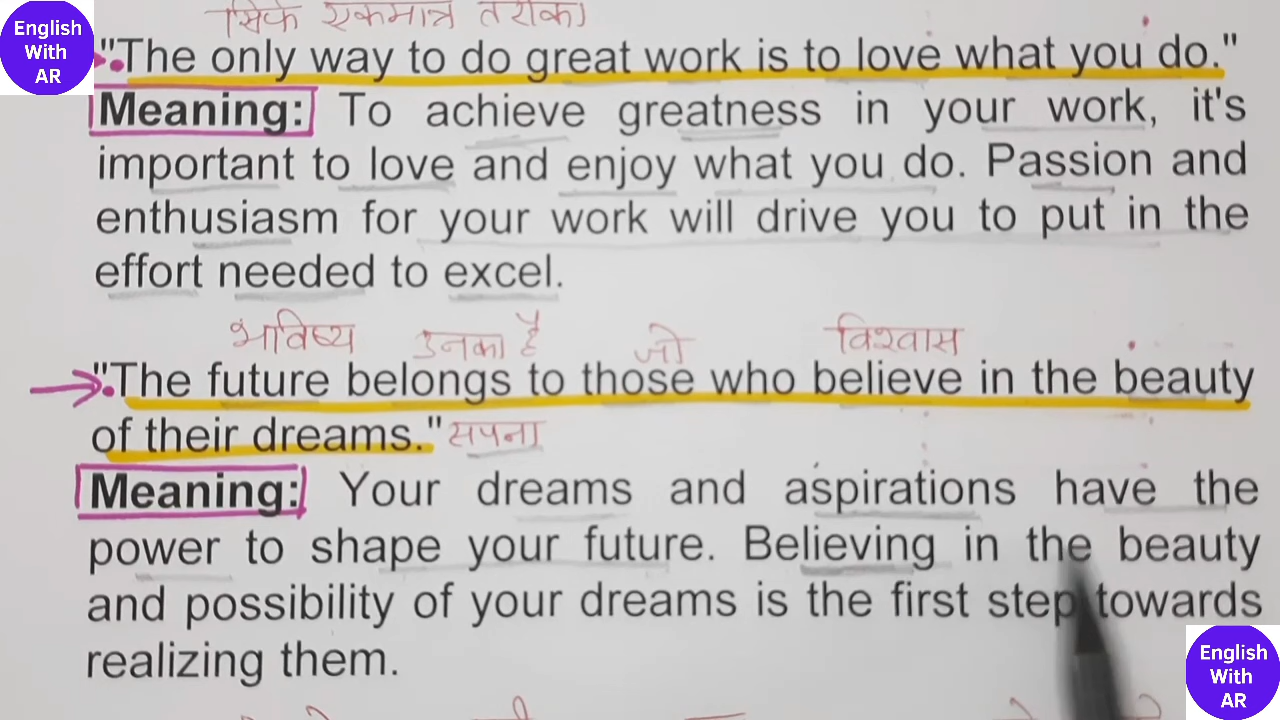 English
With
AR
सिर्फ एकमात्र तरीका
"The only way to do great work is to love what you do."
Meaning: To achieve greatness in your work, it's
important to love and enjoy what you do. Passion and
enthusiasm for your work will drive you to put in the
effort needed to excel.
भाविष्य उनका है जो विश्वास
"The future belongs to those who believe in the beauty
of their dreams." सपना
Meaning: Your dreams and aspirations have the
power to shape your future. Believing in the beauty
and possibility of your dreams is the first step towards
realizing them.
English
With
AR